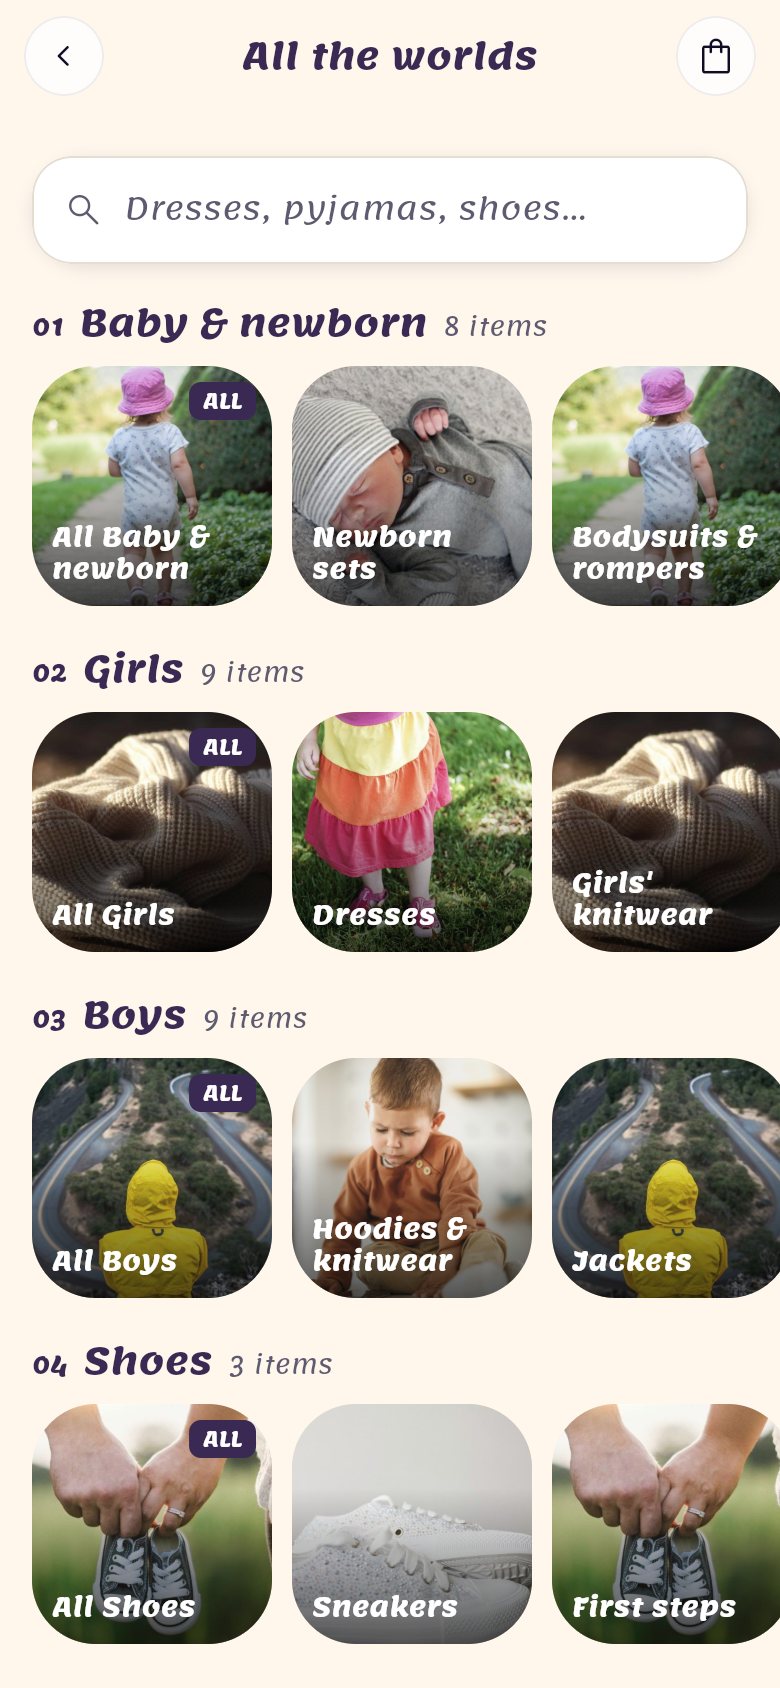 All the worlds
Dresses, pyjamas, shoes...
01 Baby & newborn 8 items
ALL
All Baby &
newborn
Newborn
sets
Bodysuits &
rompers
02 Girls 9 items
ALL
All Girls
Dresses
Girls'
knitwear
03 Boys 9 items
ALL
All Boys
Hoodies &
knitwear
Jackets
04 Shoes 3 items
ALL
All Shoes
Sneakers
First steps